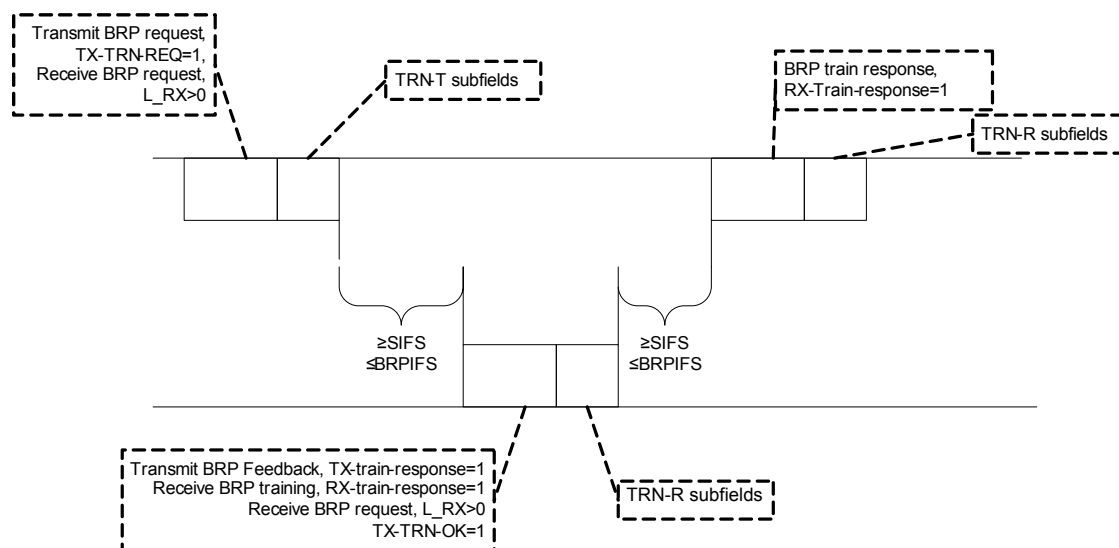 Transmit BRP request,
TX-TRN-REQ=1,
Receive BRP request,
L_RX>0
TRN-T subfields
BRP train response,
RX-Train-response=1
TRN-R subfields
≥SIFS
≤BRPIFS
≥SIFS
≤BRPIFS
Transmit BRP Feedback, TX-train-response=1
Receive BRP training, RX-train-response=1
Receive BRP request, L_RX>0
TX-TRN-OK=1
TRN-R subfields